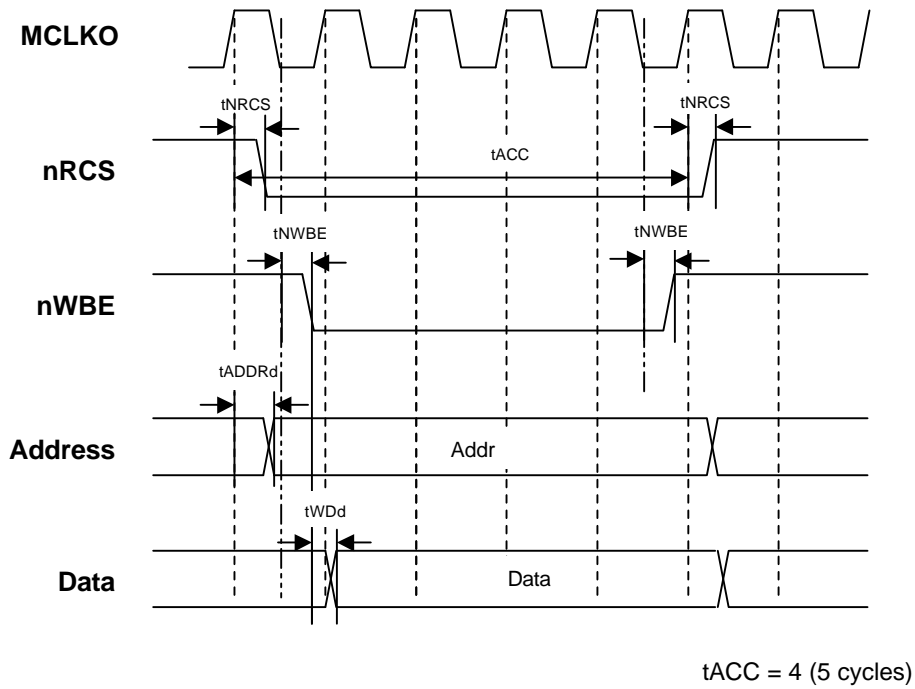 MCLKO
tNRCS tNRCS
nRCS tACC
tNWBE tNWBE
nWBE
tADDRd
Address Addr
tWDd
Data Data
tACC = 4 (5 cycles)